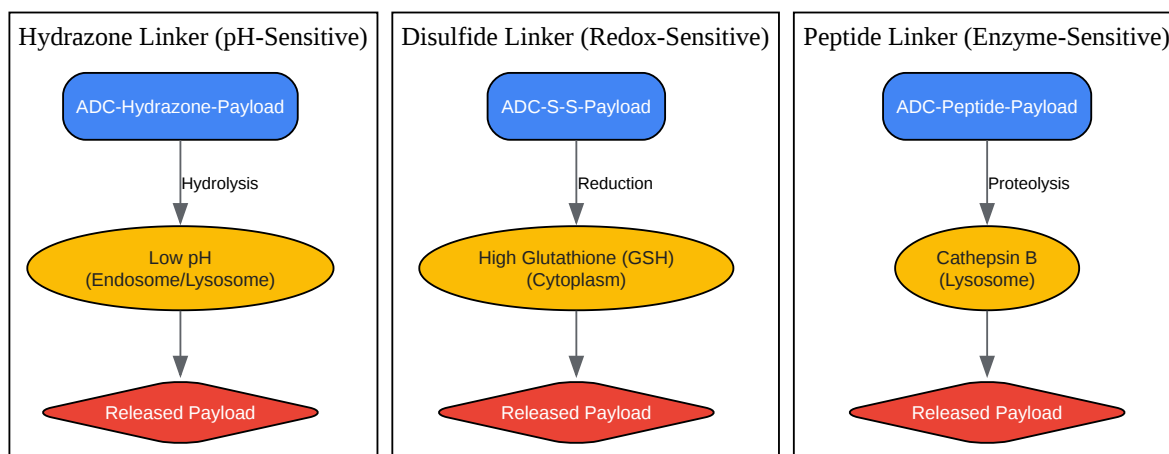 Hydrazone Linker (pH-Sensitive)
ADC-Hydrazone-Payload
Hydrolysis
Low pH
(Endosome/Lysosome)
Released Payload
Disulfide Linker (Redox-Sensitive)
ADC-S-S-Payload
Reduction
High Glutathione (GSH)
(Cytoplasm)
Released Payload
Peptide Linker (Enzyme-Sensitive)
ADC-Peptide-Payload
Proteolysis
Cathepsin B
(Lysosome)
Released Payload